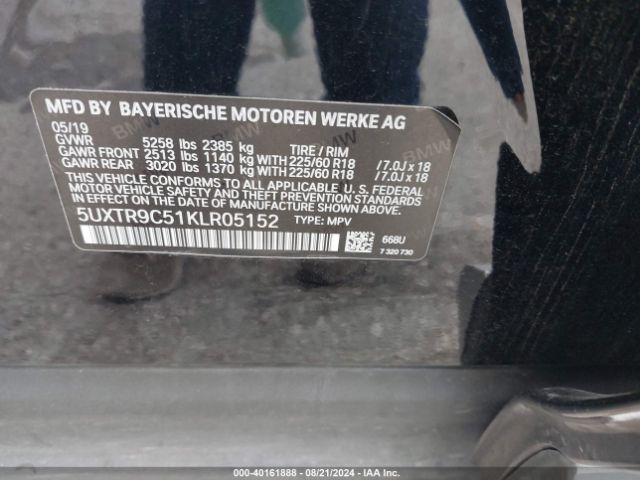 MFD BY BAYERISCHE MOTOREN WERKE AG
05/19
GVWR 5258 lbs 2385 kg TIRE / RIM
GAWR FRONT 2513 lbs 1140 kg WITH 225/60 R18 / 7.0J x 18
GAWR REAR 3020 lbs 1370 kg WITH 225/60 R18 / 7.0J x 18
THIS VEHICLE CONFORMS TO ALL APPLICABLE U.S. FEDERAL
MOTOR VEHICLE SAFETY AND THEFT PREVENTION STANDARDS
IN EFFECT ON THE DATE OF MANUFACTURE SHOWN ABOVE.
5UXTR9C51KLR05152 TYPE: MPV
668U
7 320 730
000-40161888 - 08/21/2024 - IAA Inc.